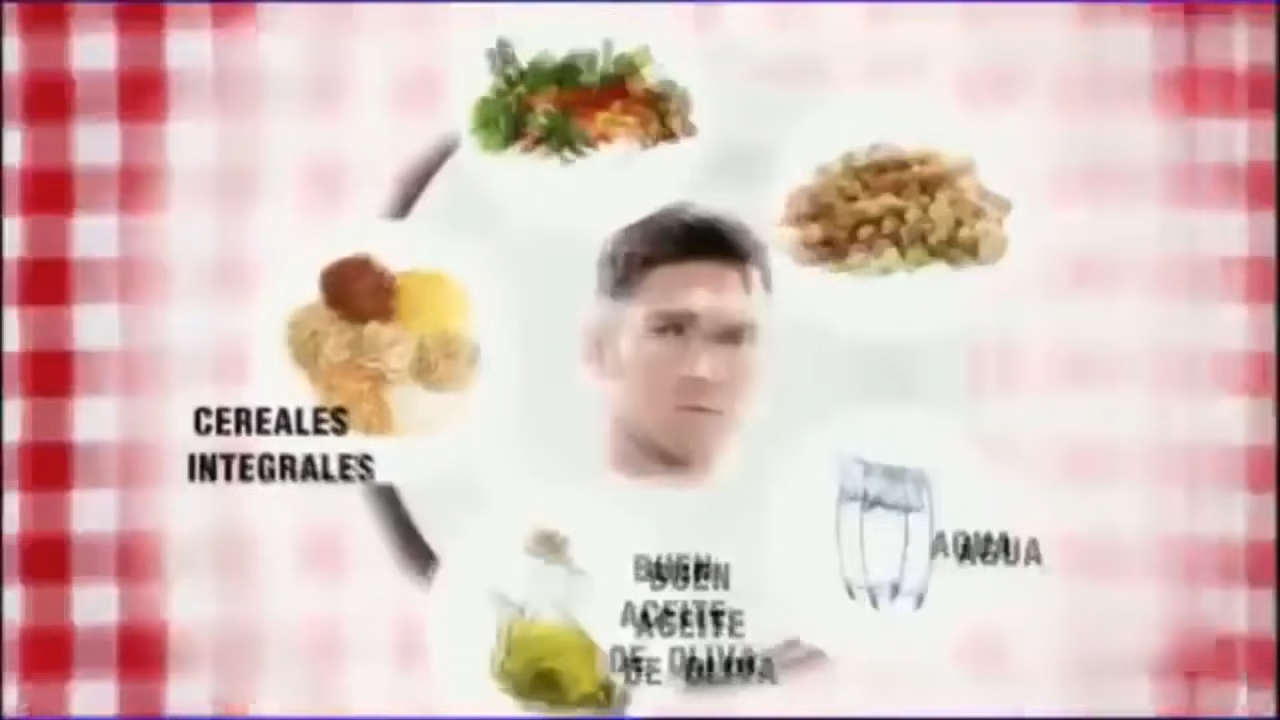 CEREALES
INTEGRALES
AGUA
BUEN
ACEITE
DE OLIVA